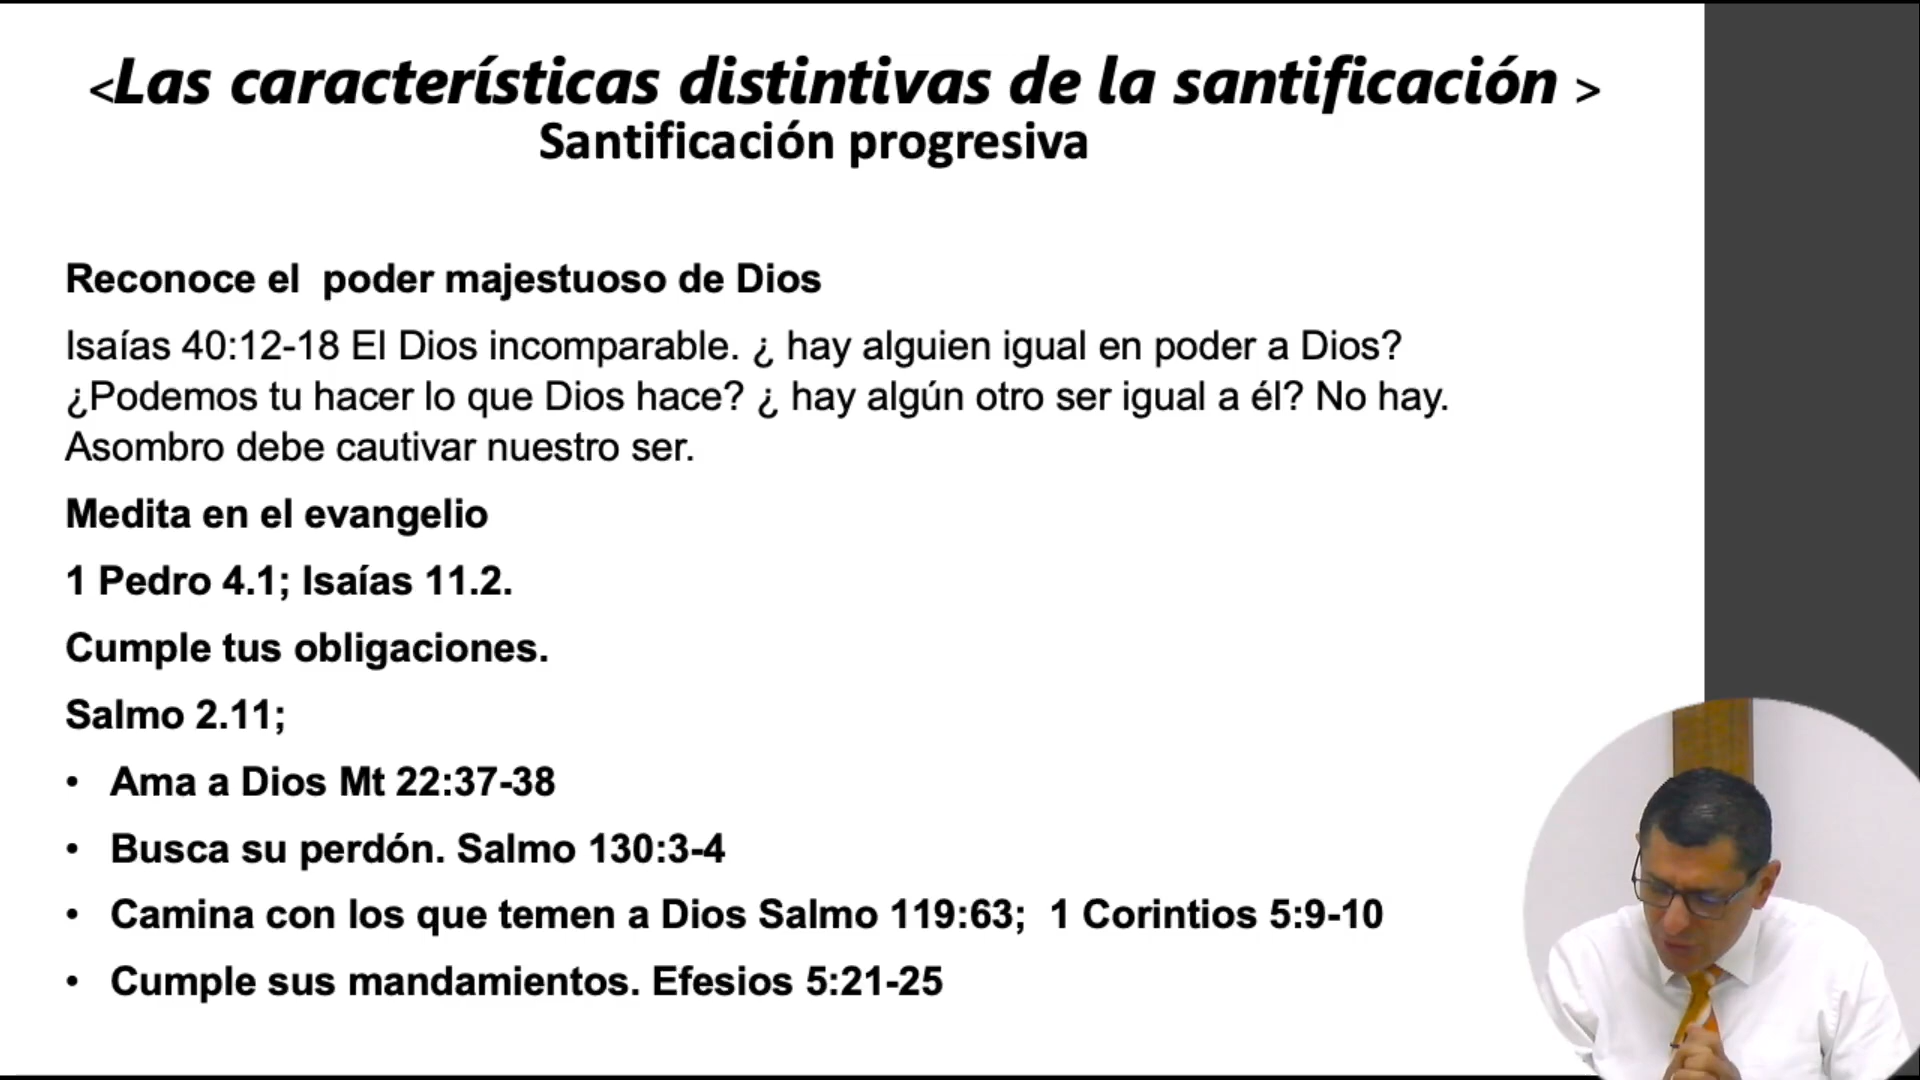 <Las características distintivas de la santificación >
Santificación progresiva
Reconoce el  poder majestuoso de Dios
Isaías 40:12-18 El Dios incomparable. ¿ hay alguien igual en poder a Dios?
¿Podemos tu hacer lo que Dios hace? ¿ hay algún otro ser igual a él? No hay.
Asombro debe cautivar nuestro ser.
Medita en el evangelio
1 Pedro 4.1; Isaías 11.2.
Cumple tus obligaciones.
Salmo 2.11;
• Ama a Dios Mt 22:37-38
• Busca su perdón. Salmo 130:3-4
• Camina con los que temen a Dios Salmo 119:63;  1 Corintios 5:9-10
• Cumple sus mandamientos. Efesios 5:21-25